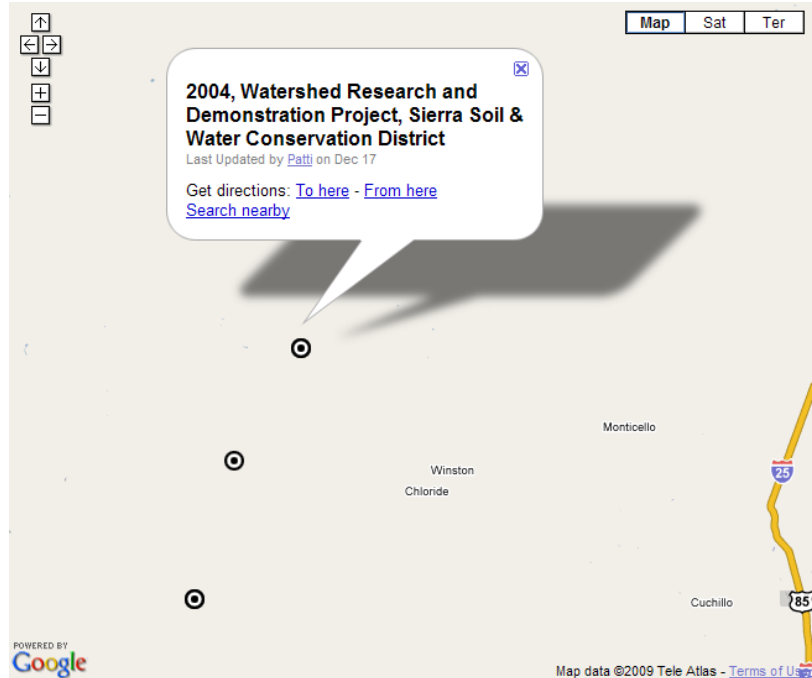 Map Sat Ter
2004, Watershed Research and
Demonstration Project, Sierra Soil &
Water Conservation District
Last Updated by Patti on Dec 17
Get directions: To here - From here
Search nearby
Monticello
25
Winston
Chloride
Cuchillo
85
POWERED BY
Google
Map data ©2009 Tele Atlas - Terms of Use